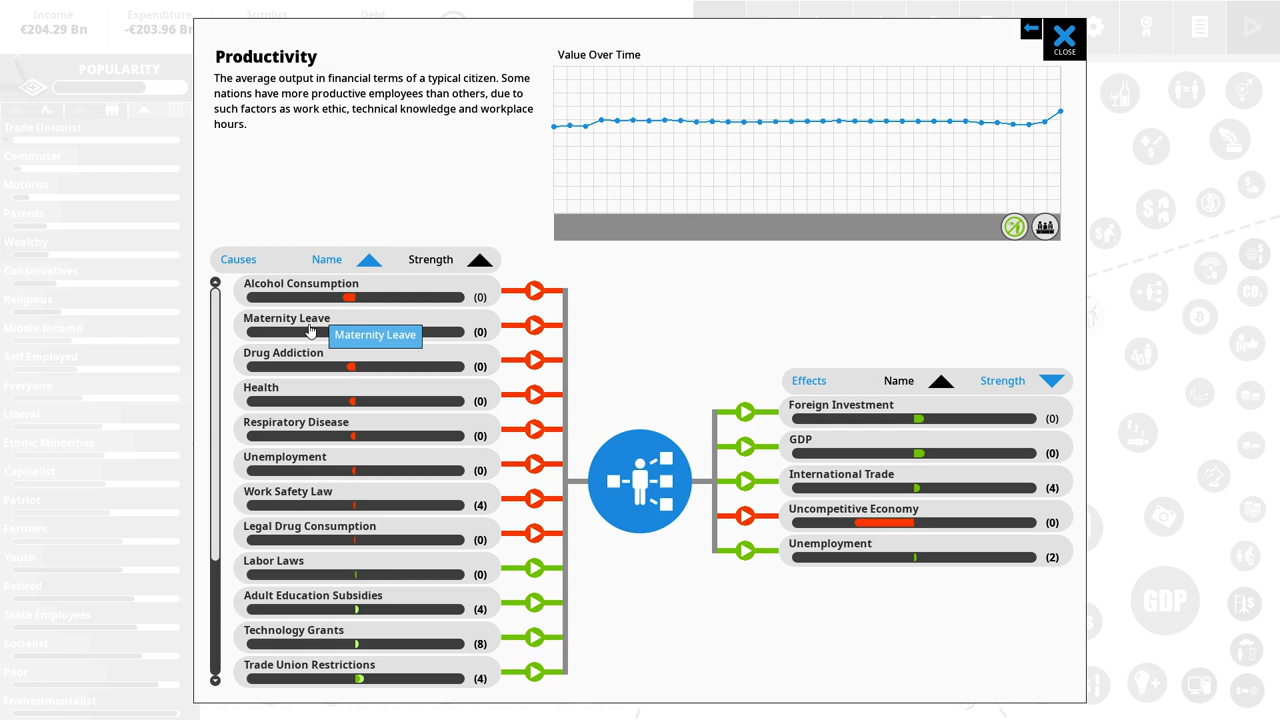 Income
Expenditure
Surplus
Debt
€204.29 Bn
-€203.96 Bn
POPULARITY
Trade Unionist
Commuter
Motorist
Parents
Wealthy
Conservatives
Religious
Middle Income
Self Employed
Everyone
Liberal
Ethnic Minorities
Capitalist
Patriot
Farmers
Youth
Retired
State Employees
Socialist
Poor
Environmentalist
Productivity
The average output in financial terms of a typical citizen. Some
nations have more productive employees than others, due to
such factors as work ethic, technical knowledge and workplace
hours.
Value Over Time
CLOSE
Causes
Name
Strength
Alcohol Consumption
(0)
Maternity Leave
(0)
Maternity Leave
Drug Addiction
(0)
Health
(0)
Respiratory Disease
(0)
Unemployment
(0)
Work Safety Law
(4)
Legal Drug Consumption
(0)
Labor Laws
(0)
Adult Education Subsidies
(4)
Technology Grants
(8)
Trade Union Restrictions
(4)
Effects
Name
Strength
Foreign Investment
(0)
GDP
(0)
International Trade
(4)
Uncompetitive Economy
(0)
Unemployment
(2)
CO₂
GDP